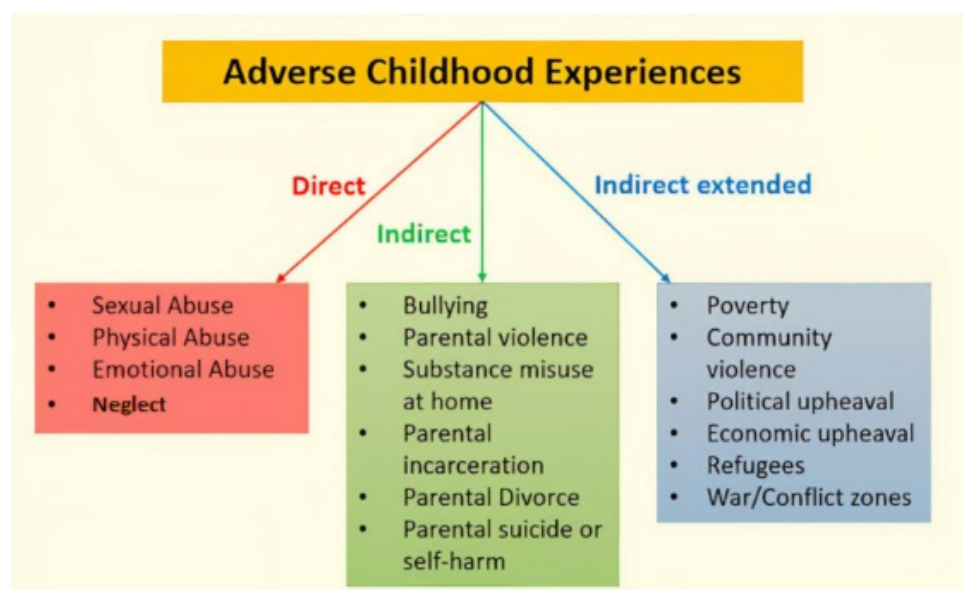 Adverse Childhood Experiences
Direct
Indirect
Indirect extended
• Sexual Abuse
• Physical Abuse
• Emotional Abuse
• Neglect
• Bullying
• Parental violence
• Substance misuse
at home
• Parental
incarceration
• Parental Divorce
• Parental suicide or
self-harm
• Poverty
• Community
violence
• Political upheaval
• Economic upheaval
• Refugees
• War/Conflict zones